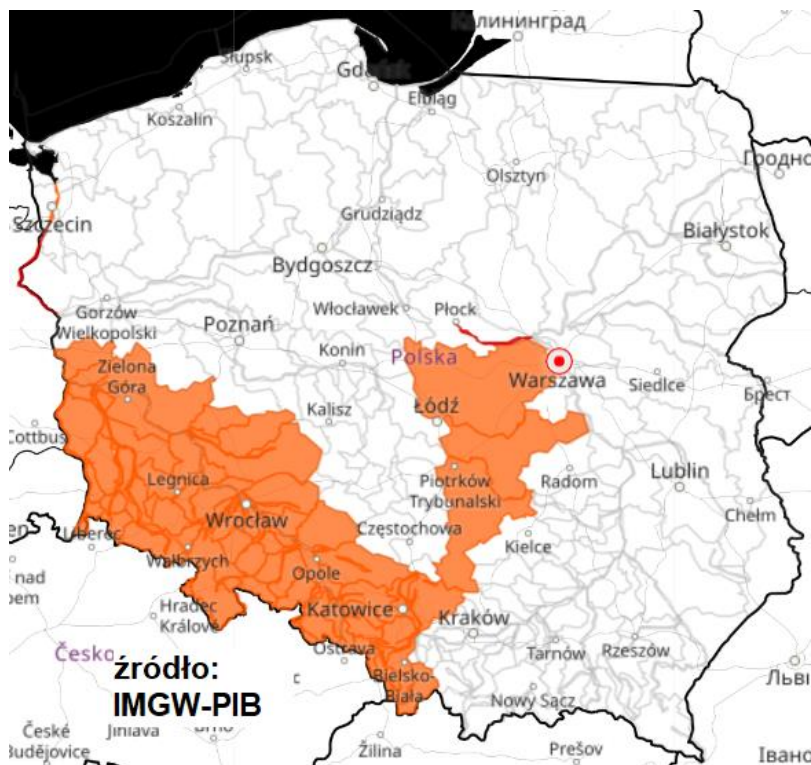 Калининград
Słupsk
Gdańsk
Elbląg
Koszalin
Гродно
Olsztyn
Szczecin
Grudziądz
Białystok
Bydgoszcz
Gorzów
Wielkopolski
Włocławek
Płock
Poznań
Konin
Polska
Warszawa
Siedlce
Брест
Zielona
Góra
Kalisz
Łódź
Cottbus
Legnica
Piotrków
Trybunalski
Radom
Lublin
Wrocław
Częstochowa
Chełm
Liberec
Wałbrzych
Opole
Kielce
nad
Hradec
Králové
Katowice
Kraków
Česko
Ostrava
Tarnów
Rzeszów
źródło:
IMGW-PIB
Bielsko-
Biała
Nowy Sącz
České
Budějovice
Žilina
Prešov